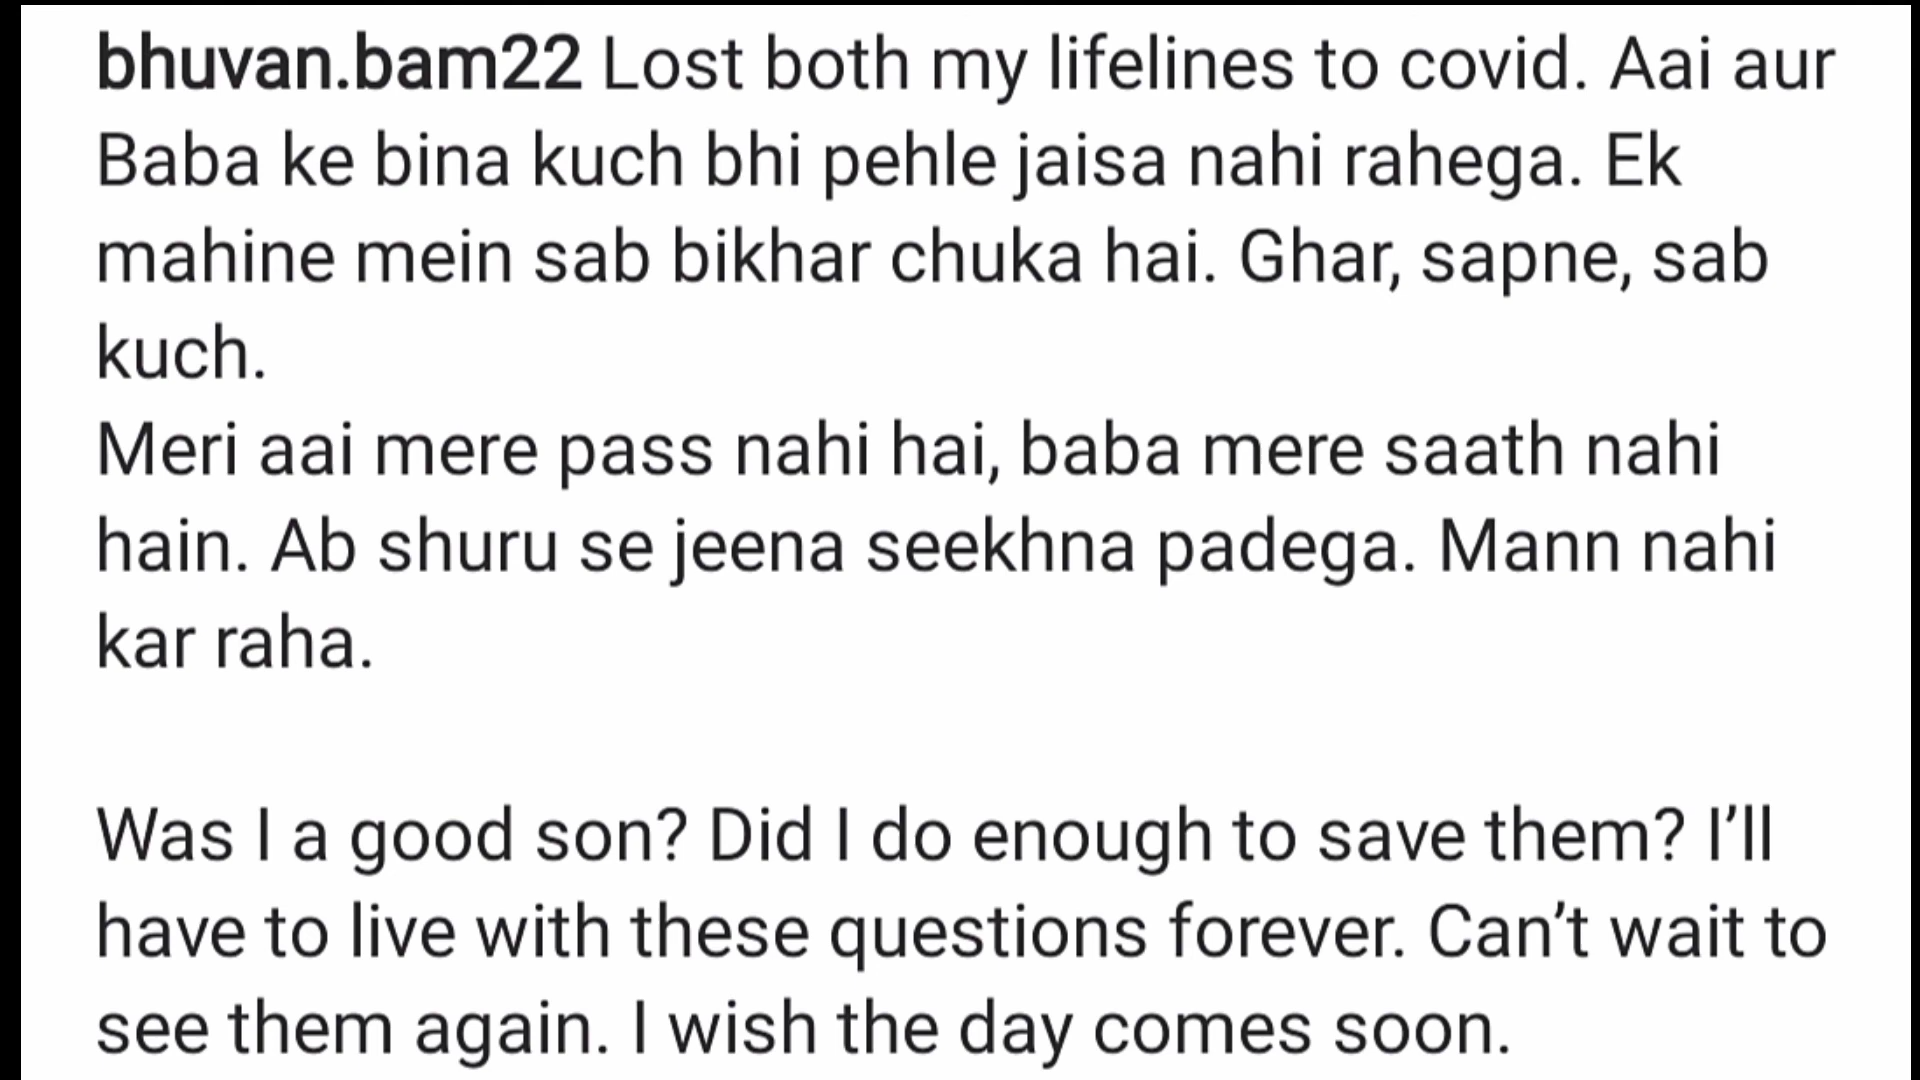 bhuvan.bam22 Lost both my lifelines to covid. Aai aur
Baba ke bina kuch bhi pehle jaisa nahi rahega. Ek
mahine mein sab bikhar chuka hai. Ghar, sapne, sab
kuch.
Meri aai mere pass nahi hai, baba mere saath nahi
hain. Ab shuru se jeena seekhna padega. Mann nahi
kar raha.
Was I a good son? Did I do enough to save them? I’ll
have to live with these questions forever. Can’t wait to
see them again. I wish the day comes soon.